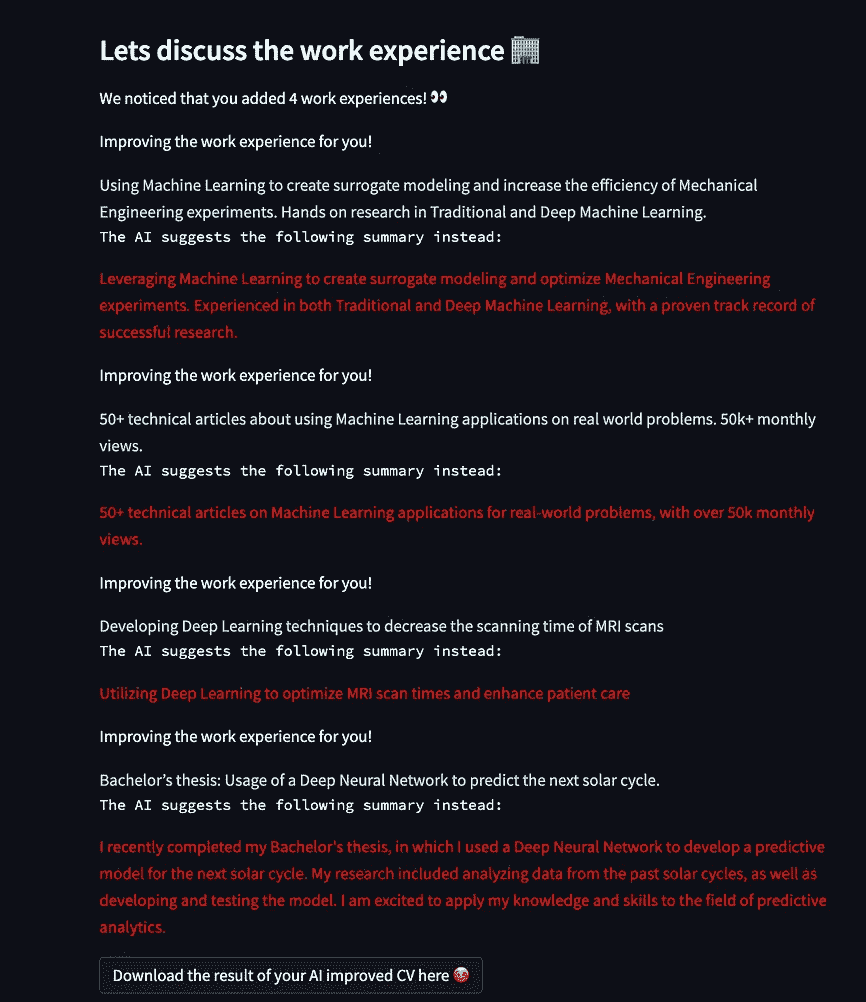 Lets discuss the work experience 🏢
We noticed that you added 4 work experiences! 👀
Improving the work experience for you!
Using Machine Learning to create surrogate modeling and increase the efficiency of Mechanical
Engineering experiments. Hands on research in Traditional and Deep Machine Learning.
The AI suggests the following summary instead:
Leveraging Machine Learning to create surrogate modeling and optimize Mechanical Engineering
experiments. Experienced in both Traditional and Deep Machine Learning, with a proven track record of
successful research.
Improving the work experience for you!
50+ technical articles about using Machine Learning applications on real world problems. 50k+ monthly
views.
The AI suggests the following summary instead:
50+ technical articles on Machine Learning applications for real-world problems, with over 50k monthly
views.
Improving the work experience for you!
Developing Deep Learning techniques to decrease the scanning time of MRI scans
The AI suggests the following summary instead:
Utilizing Deep Learning to optimize MRI scan times and enhance patient care
Improving the work experience for you!
Bachelor’s thesis: Usage of a Deep Neural Network to predict the next solar cycle.
The AI suggests the following summary instead:
I recently completed my Bachelor's thesis, in which I used a Deep Neural Network to develop a predictive
model for the next solar cycle. My research included analyzing data from the past solar cycles, as well as
developing and testing the model. I am excited to apply my knowledge and skills to the field of predictive
analytics.
Download the result of your AI improved CV here 🤡